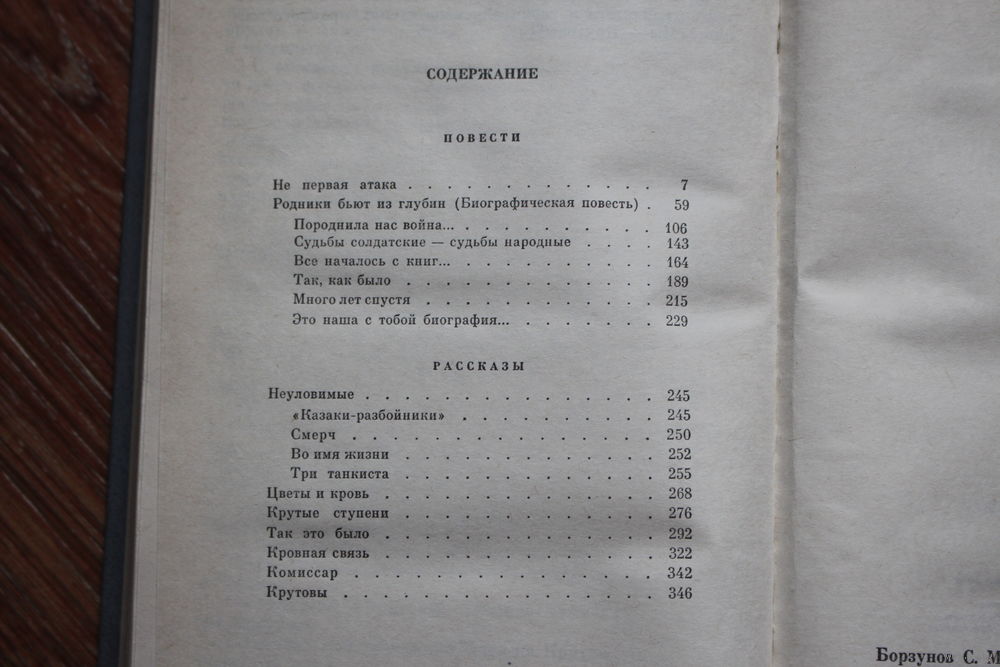 СОДЕРЖАНИЕ
ПОВЕСТИ
Не первая атака . . . . . . . . . . . . . 7
Родники бьют из глубин (Биографическая повесть) . 59
Породнила нас война... . . . . . . . . . . 106
Судьбы солдатские — судьбы народные . . . . 143
Все началось с книг... . . . . . . . . . . 164
Так, как было . . . . . . . . . . . . . 189
Много лет спустя . . . . . . . . . . . . 215
Это наша с тобой биография... . . . . . . . 229
РАССКАЗЫ
Неуловимые . . . . . . . . . . . . . . . 245
«Казаки-разбойники» . . . . . . . . . . 245
Смерч . . . . . . . . . . . . . . . . 250
Во имя жизни . . . . . . . . . . . . . 252
Три танкиста . . . . . . . . . . . . . 255
Цветы и кровь . . . . . . . . . . . . . . 268
Крутые ступени . . . . . . . . . . . . . 276
Так это было . . . . . . . . . . . . . . 292
Кровная связь . . . . . . . . . . . . . . 322
Комиссар . . . . . . . . . . . . . . . 342
Крутовы . . . . . . . . . . . . . . . . 346
Борзунов С. М